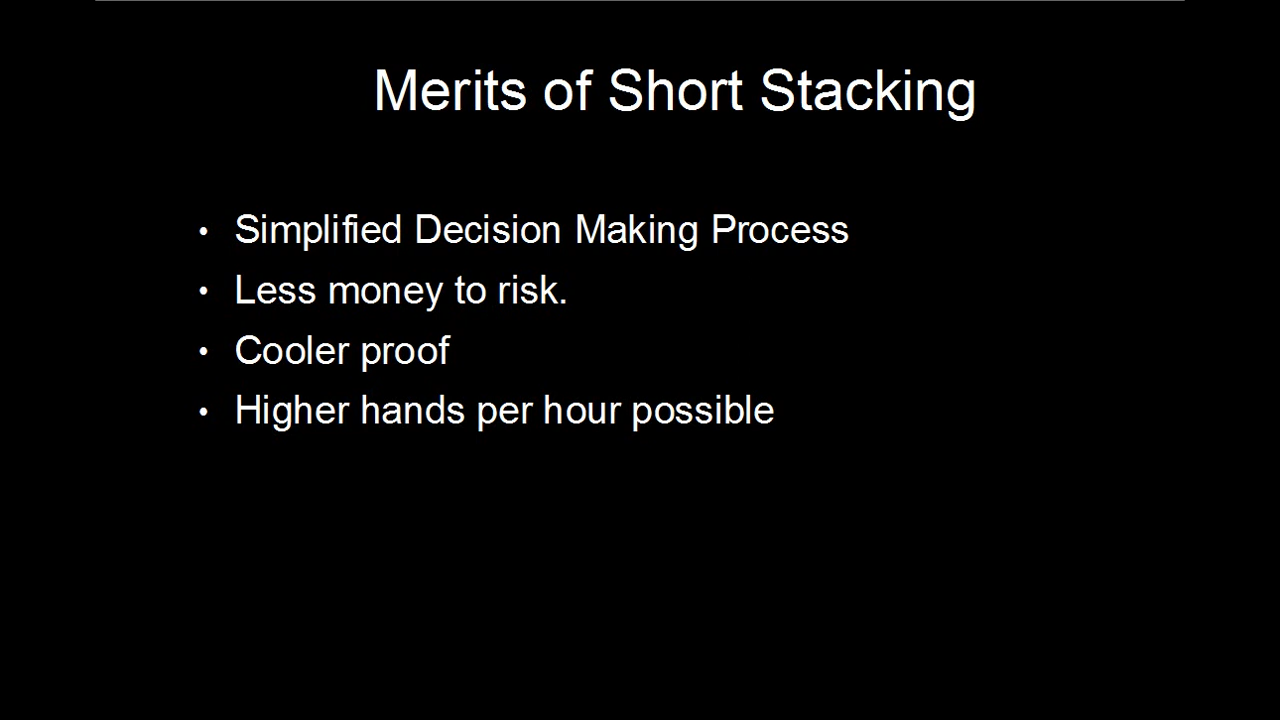 Merits of Short Stacking
• Simplified Decision Making Process
• Less money to risk.
• Cooler proof
• Higher hands per hour possible